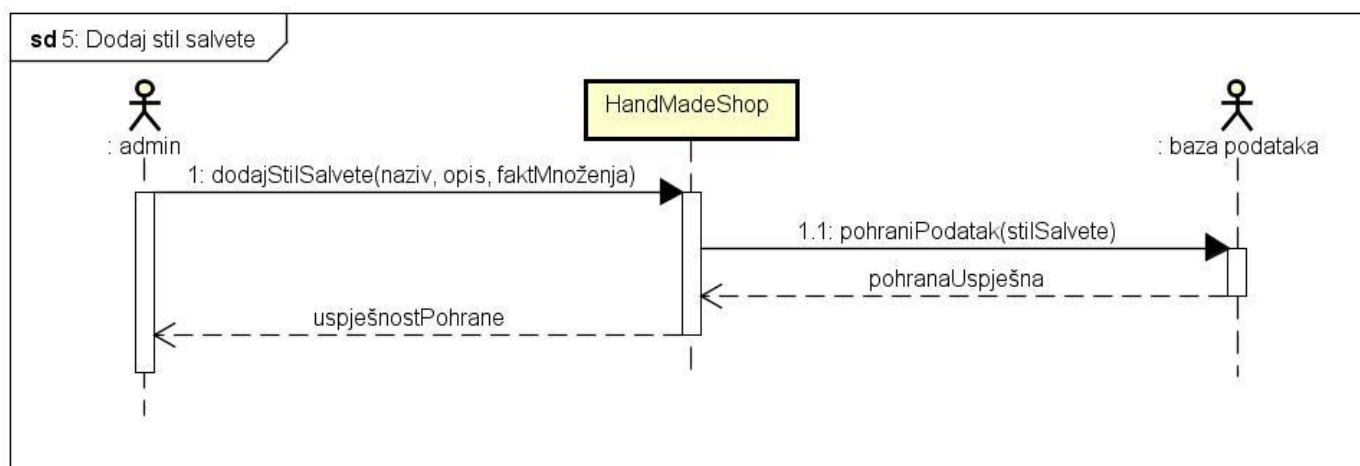 sd 5: Dodaj stil salvete
HandMadeShop
: admin
: baza podataka
1: dodajStilSalvete(naziv, opis, faktMnoženja)
1.1: pohraniPodatak(stilSalvete)
pohranaUspješna
uspješnostPohrane